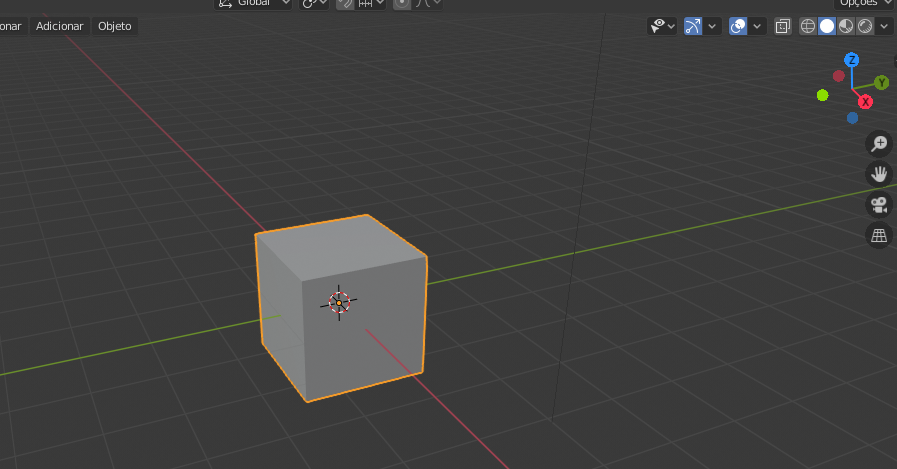 Global
Opções
onar Adicionar Objeto
Z
Y
X